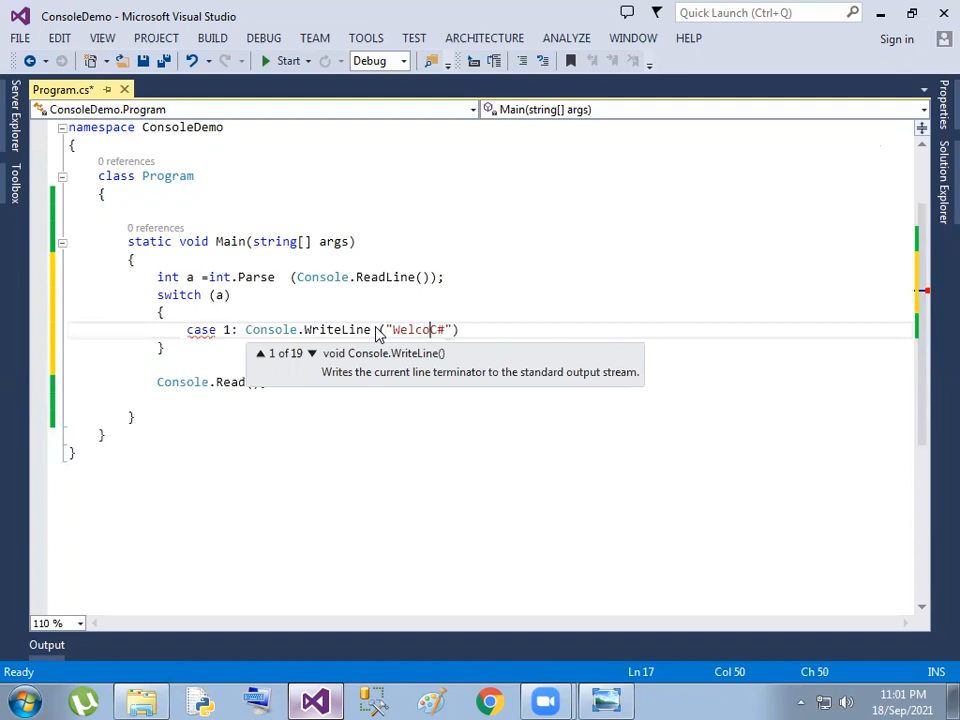 ConsoleDemo - Microsoft Visual Studio
Quick Launch (Ctrl+Q)
FILE EDIT VIEW PROJECT BUILD DEBUG TEAM TOOLS TEST ARCHITECTURE ANALYZE WINDOW HELP
Sign in
Start Debug
Program.cs*
ConsoleDemo.Program Main(string[] args)
Server Explorer
Toolbox
Properties
Solution Explorer
namespace ConsoleDemo
{
0 references
class Program
{
0 references
static void Main(string[] args)
{
int a =int.Parse (Console.ReadLine());
switch (a)
{
case 1: Console.WriteLine ("WelcoC#")
}
1 of 19 void Console.WriteLine()
Writes the current line terminator to the standard output stream.
Console.Read();
}
}
}
110 %
Output
Ready Ln 17 Col 50 Ch 50 INS
11:01 PM
18/Sep/2021